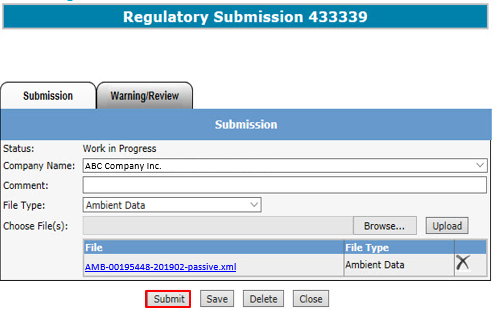 Regulatory Submission 433339
Submission
Warning/Review
Submission
Status: Work in Progress
Company Name: ABC Company Inc.
Comment:
File Type: Ambient Data
Choose File(s): Browse... Upload
File File Type
AMB-00195448-201902-passive.xml Ambient Data
Submit Save Delete Close